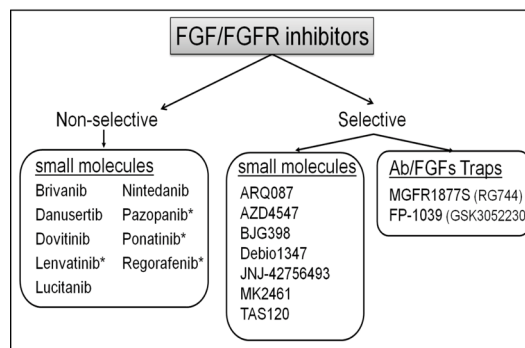 FGF/FGFR inhibitors
Non-selective
small molecules
Brivanib Nintedanib
Danusertib Pazopanib*
Dovitinib Ponatinib*
Lenvatinib* Regorafenib*
Lucitanib
Selective
small molecules
ARQ087
AZD4547
BJG398
Debio1347
JNJ-42756493
MK2461
TAS120
Ab/FGFs Traps
MGFR1877S (RG744)
FP-1039 (GSK3052230)